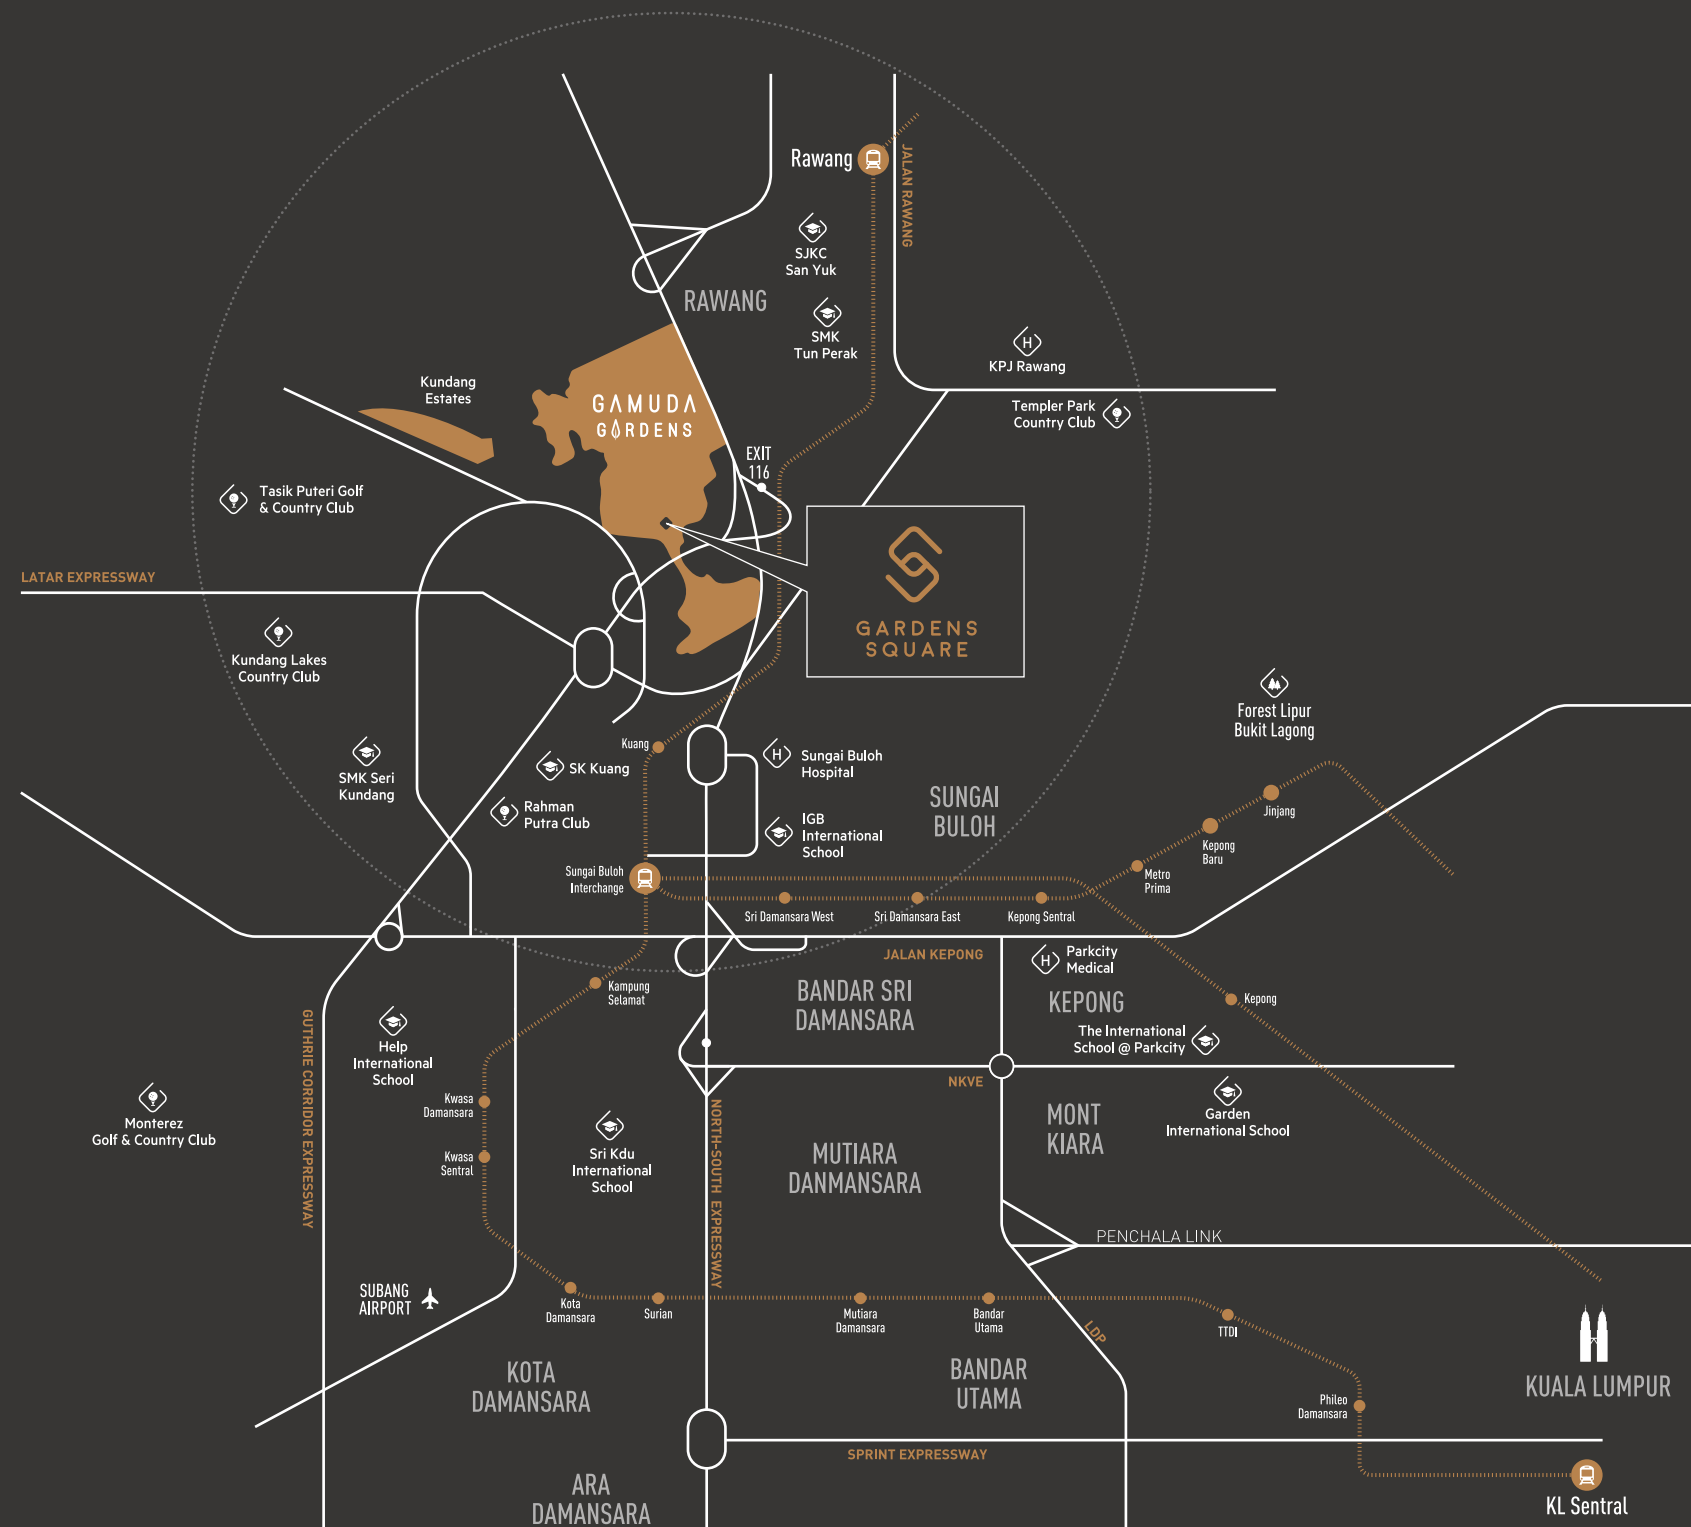 Rawang
JALAN RAWANG
SJKC
San Yuk
RAWANG
SMK
Tun Perak
KPJ Rawang
Kundang
Estates
GAMUDA
GARDENS
Templer Park
Country Club
EXIT
116
Tasik Puteri Golf
& Country Club
LATAR EXPRESSWAY
GARDENS
SQUARE
Kundang Lakes
Country Club
Forest Lipur
Bukit Lagong
Kuang
SK Kuang
Sungai Buloh
Hospital
SMK Seri
Kundang
Rahman
Putra Club
SUNGAI
BULOH
IGB
International
School
Jinjang
Kepong
Baru
Metro
Prima
Sungai Buloh
Interchange
Sri Damansara West
Sri Damansara East
Kepong Sentral
JALAN KEPONG
Parkcity
Medical
Kampung
Selamat
BANDAR SRI
DAMANSARA
KEPONG
Kepong
GUTHRIE CORRIDOR EXPRESSWAY
Help
International
School
The International
School @ Parkcity
NKVE
Kwasa
Damansara
Monterez
Golf & Country Club
NORTH-SOUTH EXPRESSWAY
MONT
KIARA
Garden
International School
Kwasa
Sentral
Sri Kdu
International
School
MUTIARA
DANMANSARA
PENCHALA LINK
SUBANG
AIRPORT
Kota
Damansara
Surian
Mutiara
Damansara
Bandar
Utama
LDP
TTDI
KOTA
DAMANSARA
BANDAR
UTAMA
KUALA LUMPUR
Phileo
Damansara
SPRINT EXPRESSWAY
ARA
DAMANSARA
KL Sentral
H
H
H